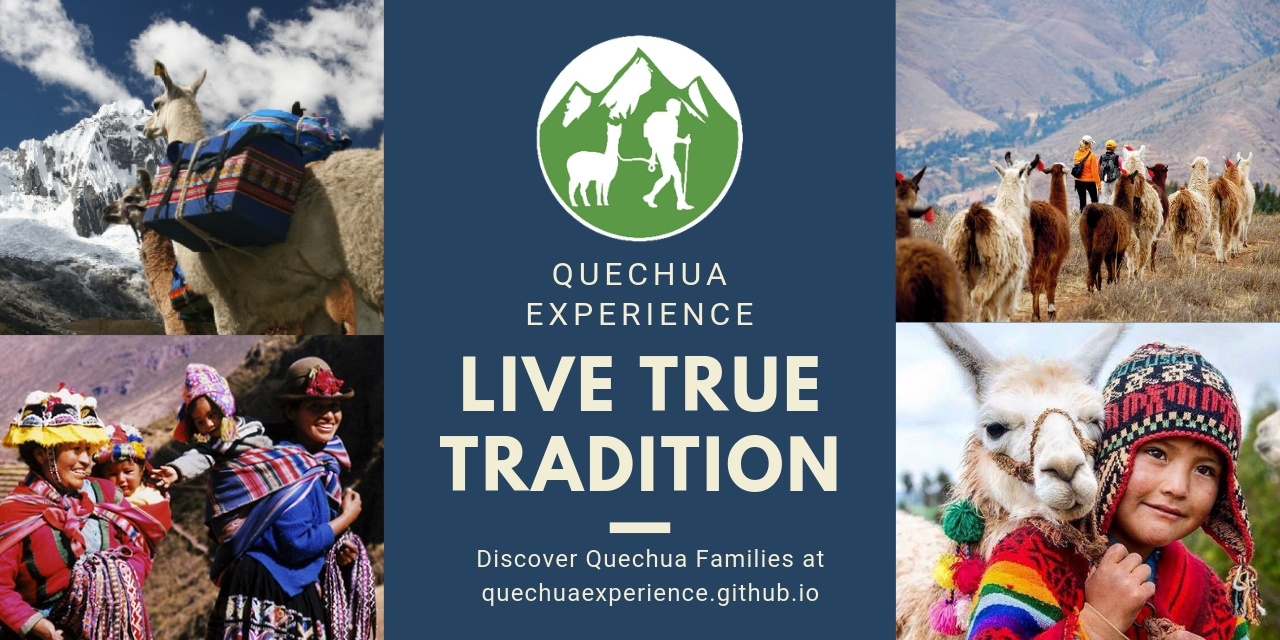 QUECHUA
EXPERIENCE
LIVE TRUE
TRADITION
Discover Quechua Families at
quechuaexperience.github.io